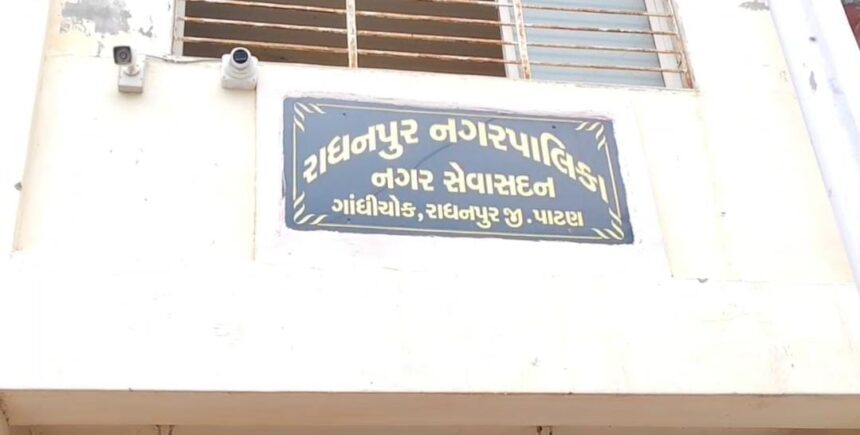 રાધનપુર નગરપાલિકા
નગર સેવાસદન
ગાંધીચોક, રાધનપુર જી. પાટણ